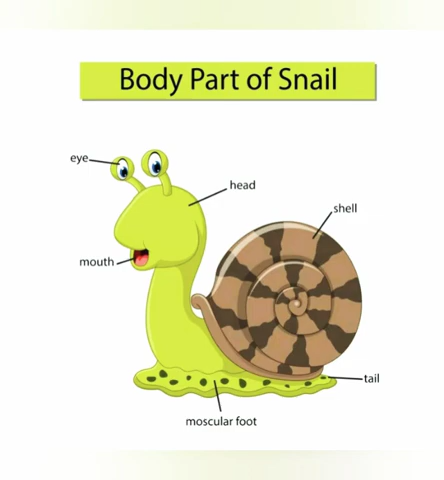 Body Part of Snail
eye
head
shell
mouth
tail
moscular foot